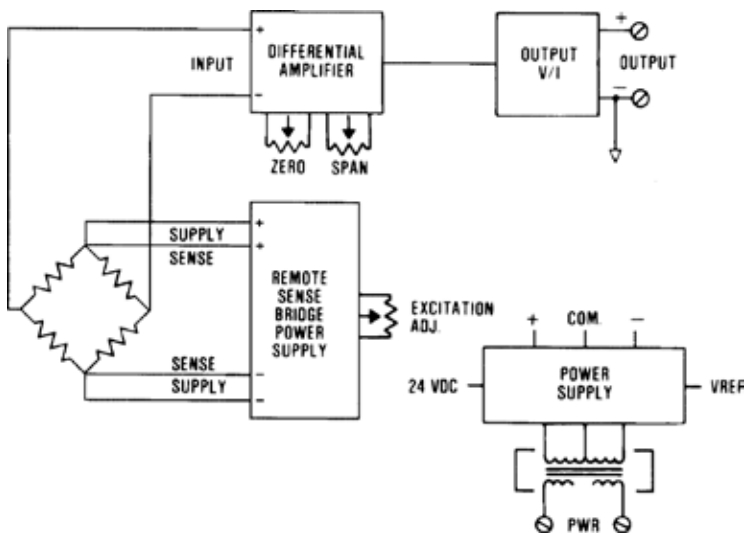 +
INPUT
−
DIFFERENTIAL
AMPLIFIER
ZERO
SPAN
OUTPUT
V/I
+
OUTPUT
−
+
SUPPLY
+
SENSE
REMOTE
SENSE
BRIDGE
POWER
SUPPLY
SENSE
−
SUPPLY
−
EXCITATION
ADJ.
+
COM.
−
24 VDC
POWER
SUPPLY
VREF
PWR